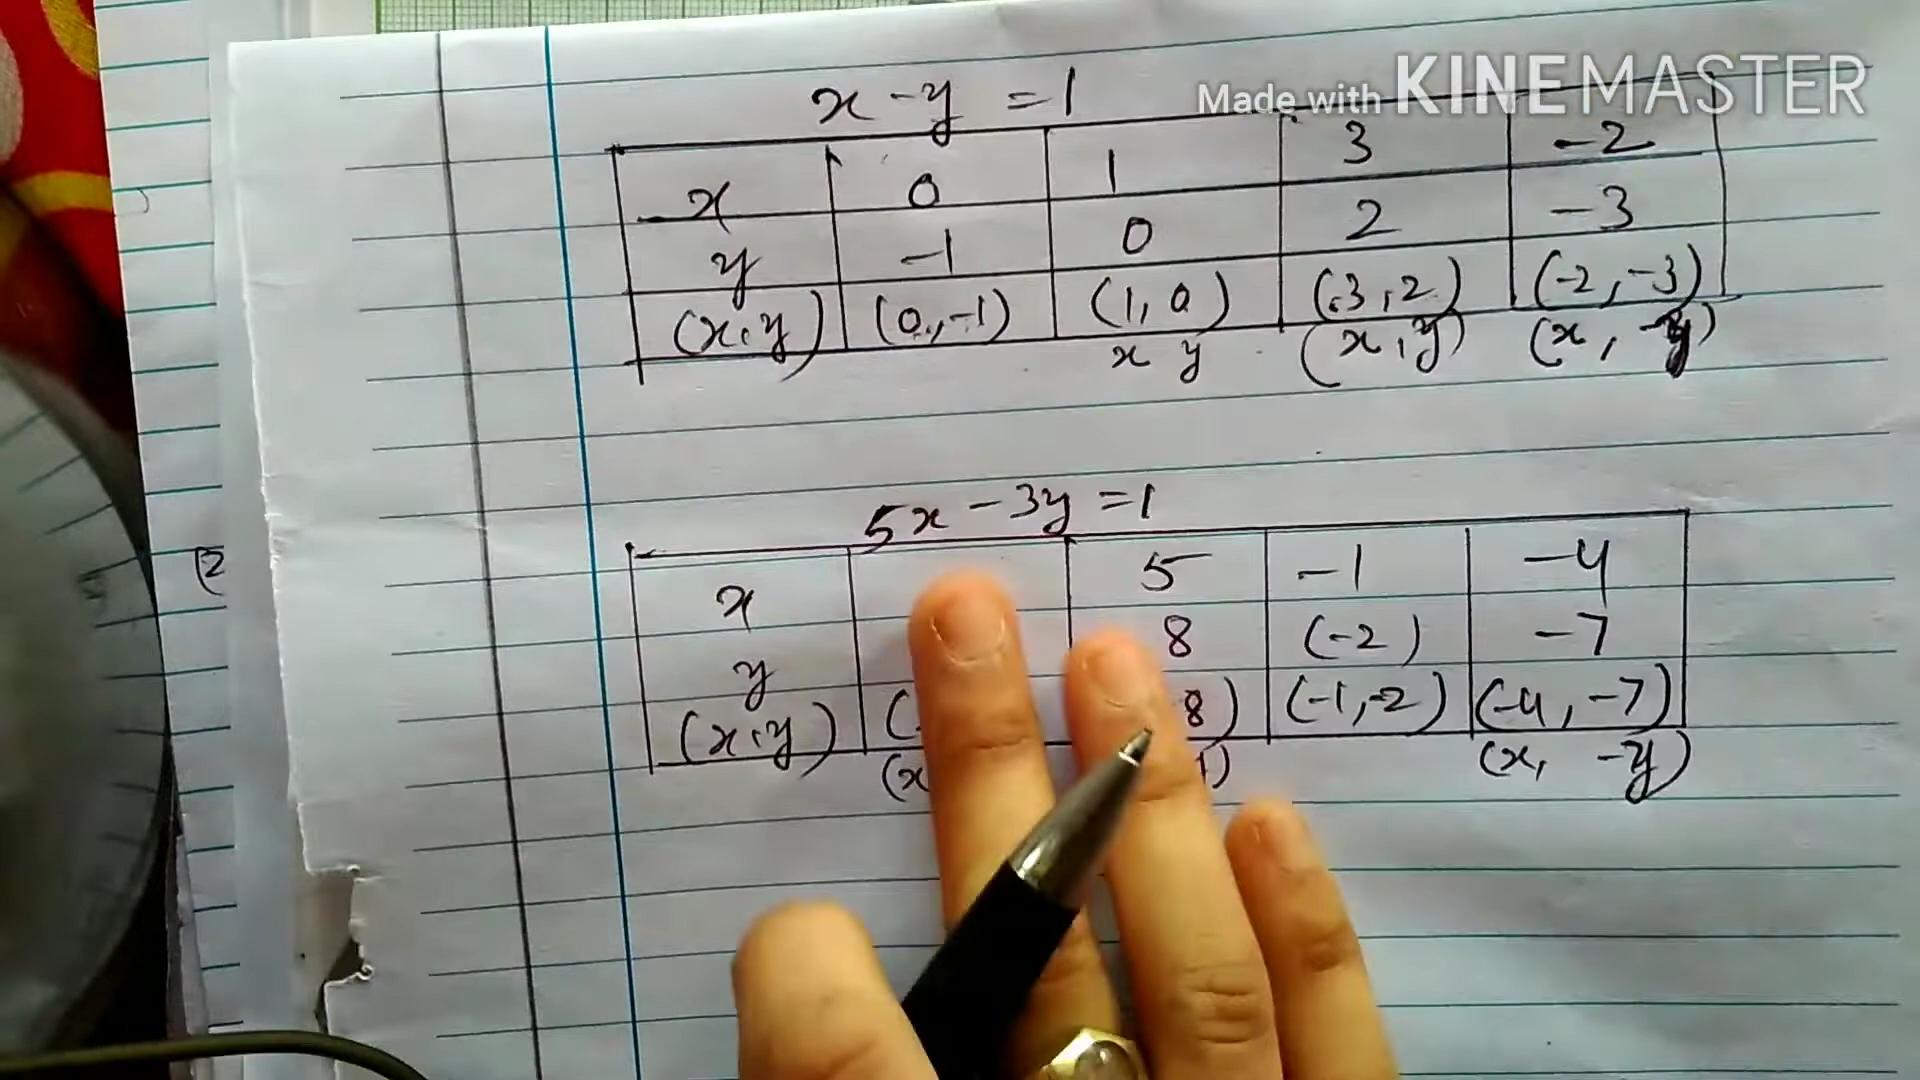 Made with KINEMASTER
x - y = 1
x 0 1 3 -2
y -1 0 2 -3
(x,y) (0,-1) (1,0) (3,2) (-2,-3)
x y (x,y) (x, -y)
5x - 3y = 1
x 5 -1 -4
(2
y 8 (-2) -7
(x,y) ( 8) (-1,-2) (-4,-7)
(x ) (x, -y)